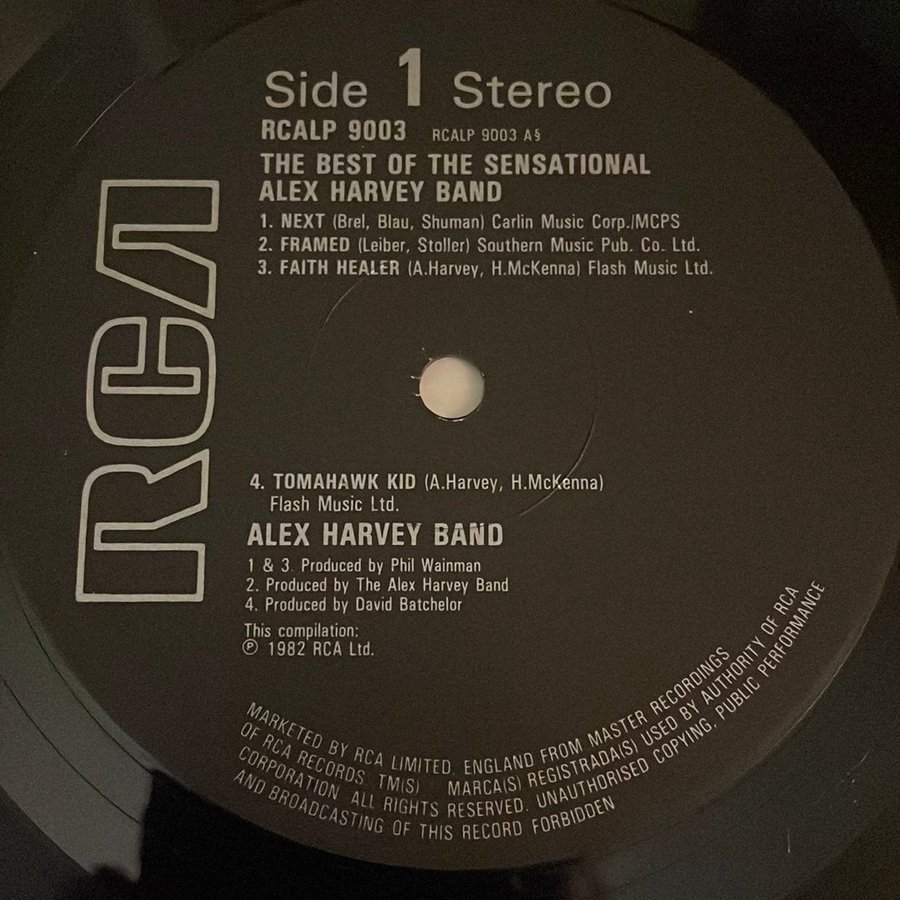 RCA
Side 1 Stereo
RCALP 9003 RCALP 9003 A§
THE BEST OF THE SENSATIONAL
ALEX HARVEY BAND
1. NEXT (Brel, Blau, Shuman) Carlin Music Corp./MCPS
2. FRAMED (Leiber, Stoller) Southern Music Pub. Co. Ltd.
3. FAITH HEALER (A.Harvey, H.McKenna) Flash Music Ltd.
4. TOMAHAWK KID (A.Harvey, H.McKenna)
Flash Music Ltd.
ALEX HARVEY BAND
1 & 3. Produced by Phil Wainman
2. Produced by The Alex Harvey Band
4. Produced by David Batchelor
This compilation:
℗ 1982 RCA Ltd.
MARKETED BY RCA LIMITED, ENGLAND FROM MASTER RECORDINGS
OF RCA RECORDS. TM(S) MARCA(S) REGISTRADA(S) USED BY AUTHORITY OF RCA
CORPORATION. ALL RIGHTS RESERVED. UNAUTHORISED COPYING, PUBLIC PERFORMANCE
AND BROADCASTING OF THIS RECORD FORBIDDEN